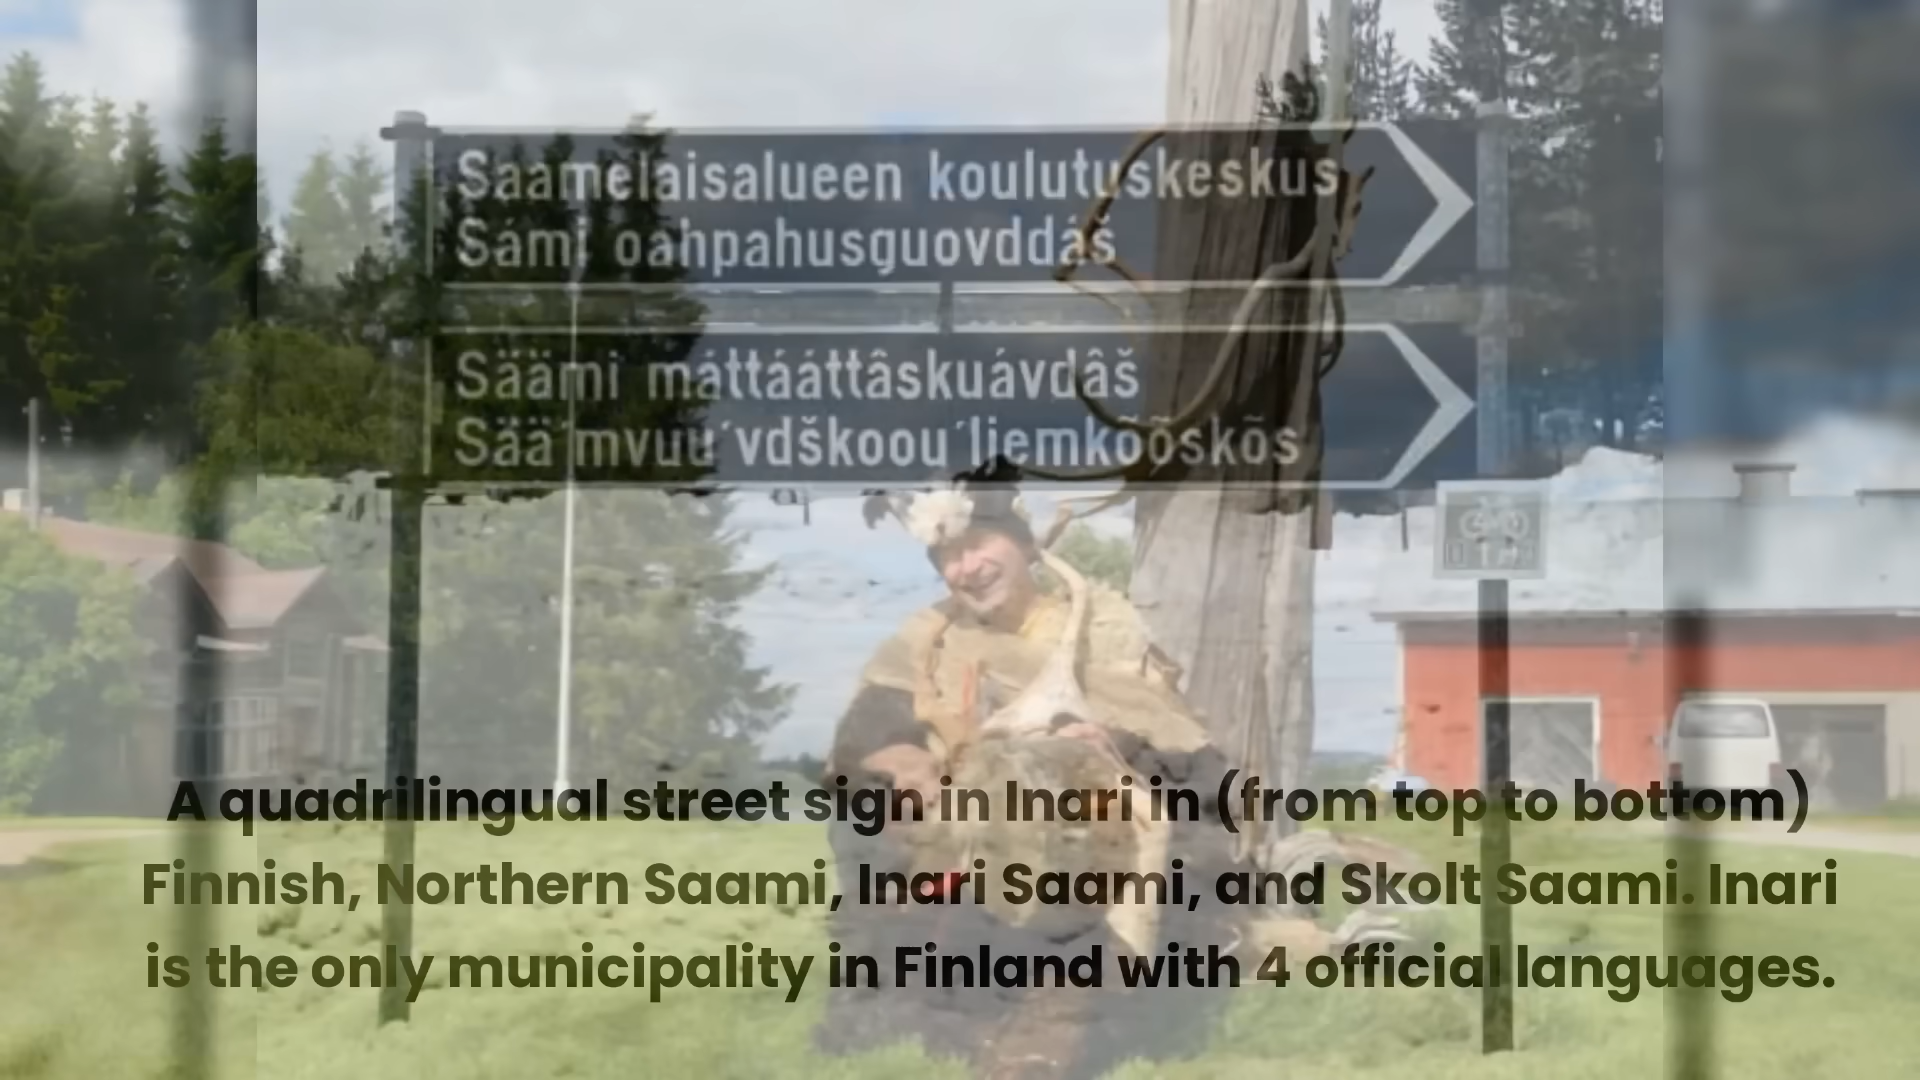 Saamelaisalueen koulutuskeskus
Sámi oahpahusguovddáš
Säämi máttááttâskuávdâš
Sääʹmvuuʹvdškoouʹljemkõõskõs
A quadrilingual street sign in Inari in (from top to bottom)
Finnish, Northern Saami, Inari Saami, and Skolt Saami. Inari
is the only municipality in Finland with 4 official languages.